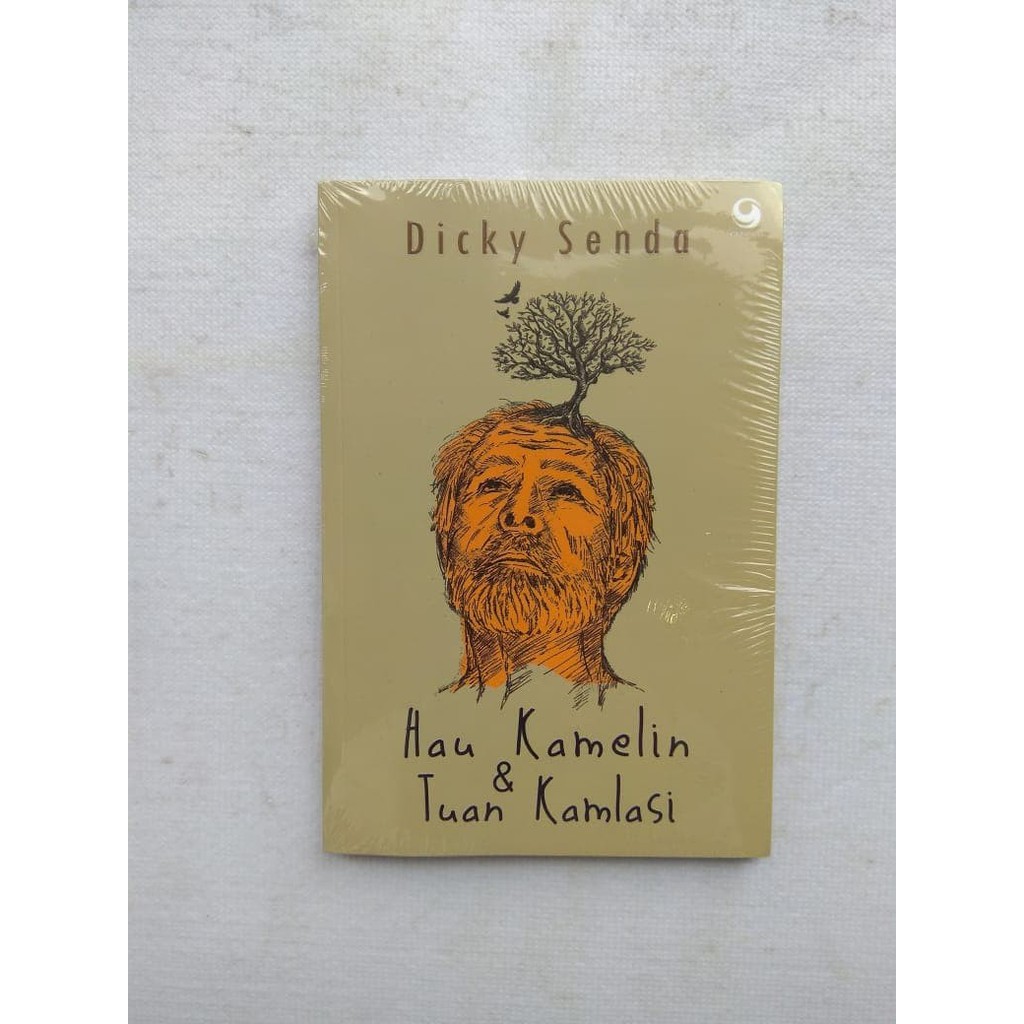 Dicky Senda
Hau Kamelin
&
Tuan Kamlasi